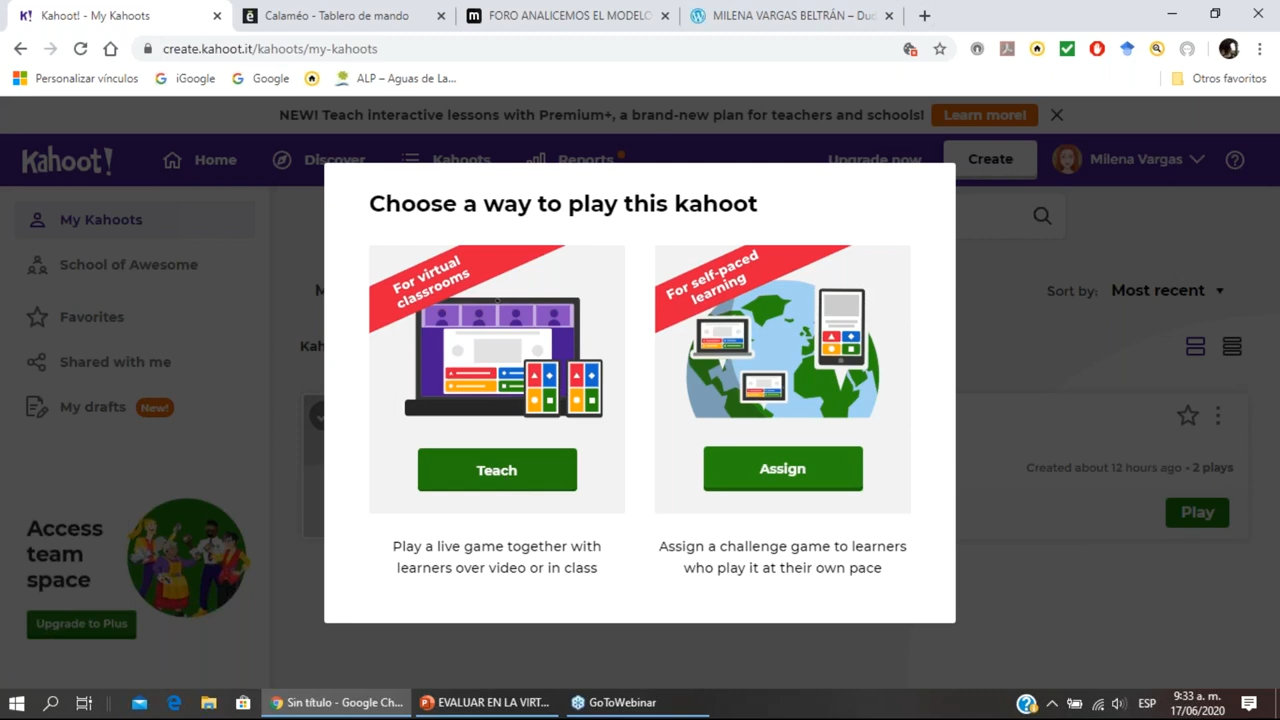 Kahoot! - My Kahoots
Calaméo - Tablero de mando
FORO ANALICEMOS EL MODELO
MILENA VARGAS BELTRÁN – Dud
create.kahoot.it/kahoots/my-kahoots
Personalizar vínculos
iGoogle
Google
ALP – Aguas de La...
Otros favoritos
NEW! Teach interactive lessons with Premium+, a brand-new plan for teachers and schools!
Learn more!
Kahoot!
Home
Discover
Kahoots
Reports
Upgrade now
Create
Milena Vargas
Choose a way to play this kahoot
My Kahoots
School of Awesome
Favorites
Shared with me
My drafts
New!
Access
team
space
Upgrade to Plus
For virtual
classrooms
Teach
Play a live game together with
learners over video or in class
For self-paced
learning
Assign
Assign a challenge game to learners
who play it at their own pace
Sort by: Most recent
Created about 12 hours ago • 2 plays
Play
Sin título - Google Ch...
EVALUAR EN LA VIRT...
GoToWebinar
ESP
9:33 a. m.
17/06/2020